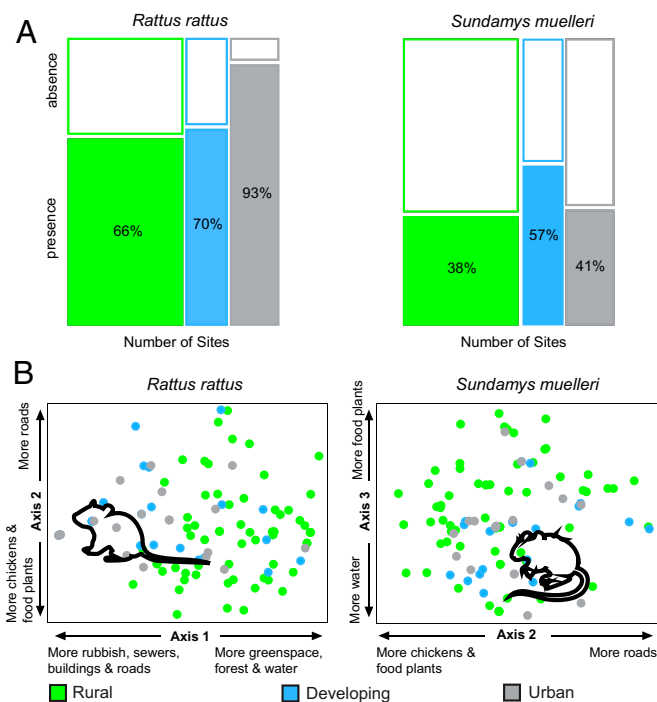 A
Rattus rattus
Sundamys muelleri
absence
presence
66%
70%
93%
38%
57%
41%
Number of Sites
Number of Sites
B
Rattus rattus
Sundamys muelleri
More roads
Axis 2
More chickens &
food plants
More food plants
Axis 3
More water
Axis 1
More rubbish, sewers,
buildings & roads
More greenspace,
forest & water
Axis 2
More chickens &
food plants
More roads
Rural
Developing
Urban